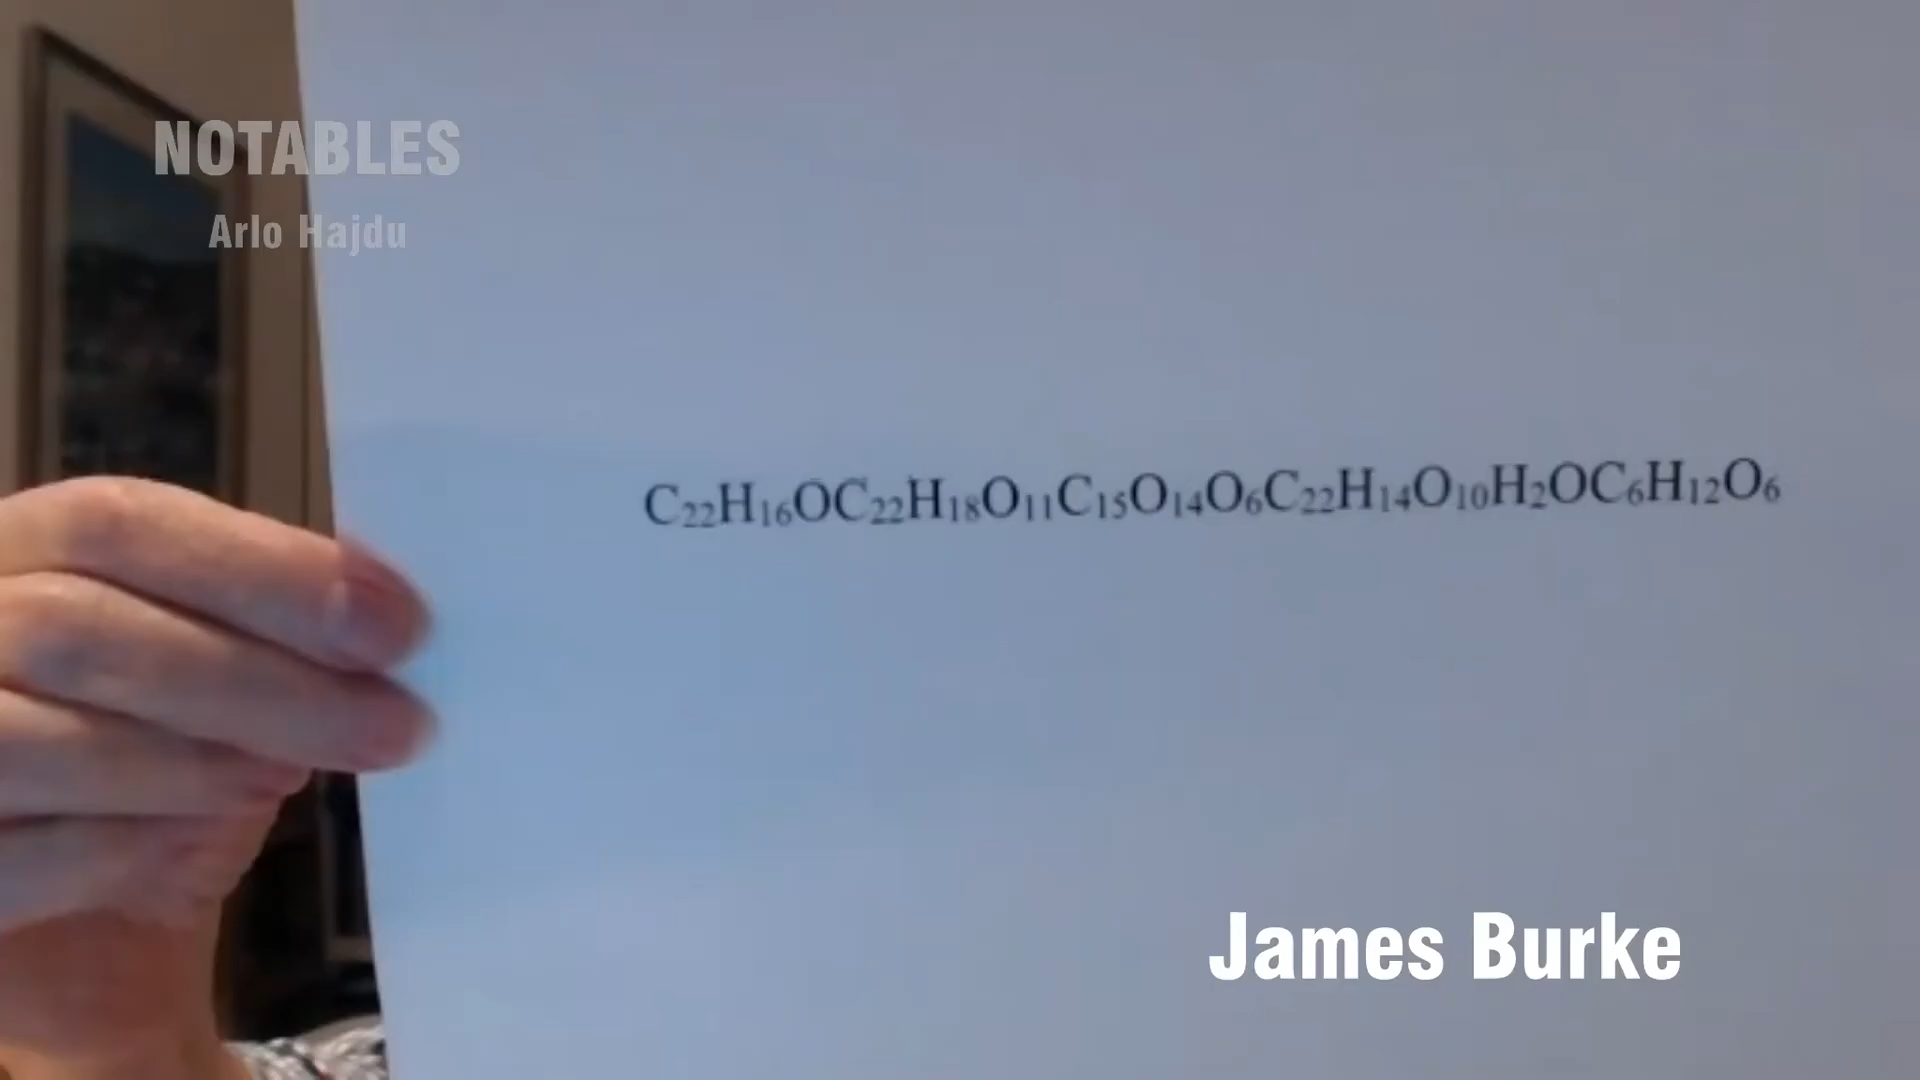 NOTABLES
Arlo Hajdu
C₂₂H₁₆OC₂₂H₁₈O₁₁C₁₅O₁₄O₆C₂₂H₁₄O₁₀H₂OC₆H₁₂O₆
James Burke